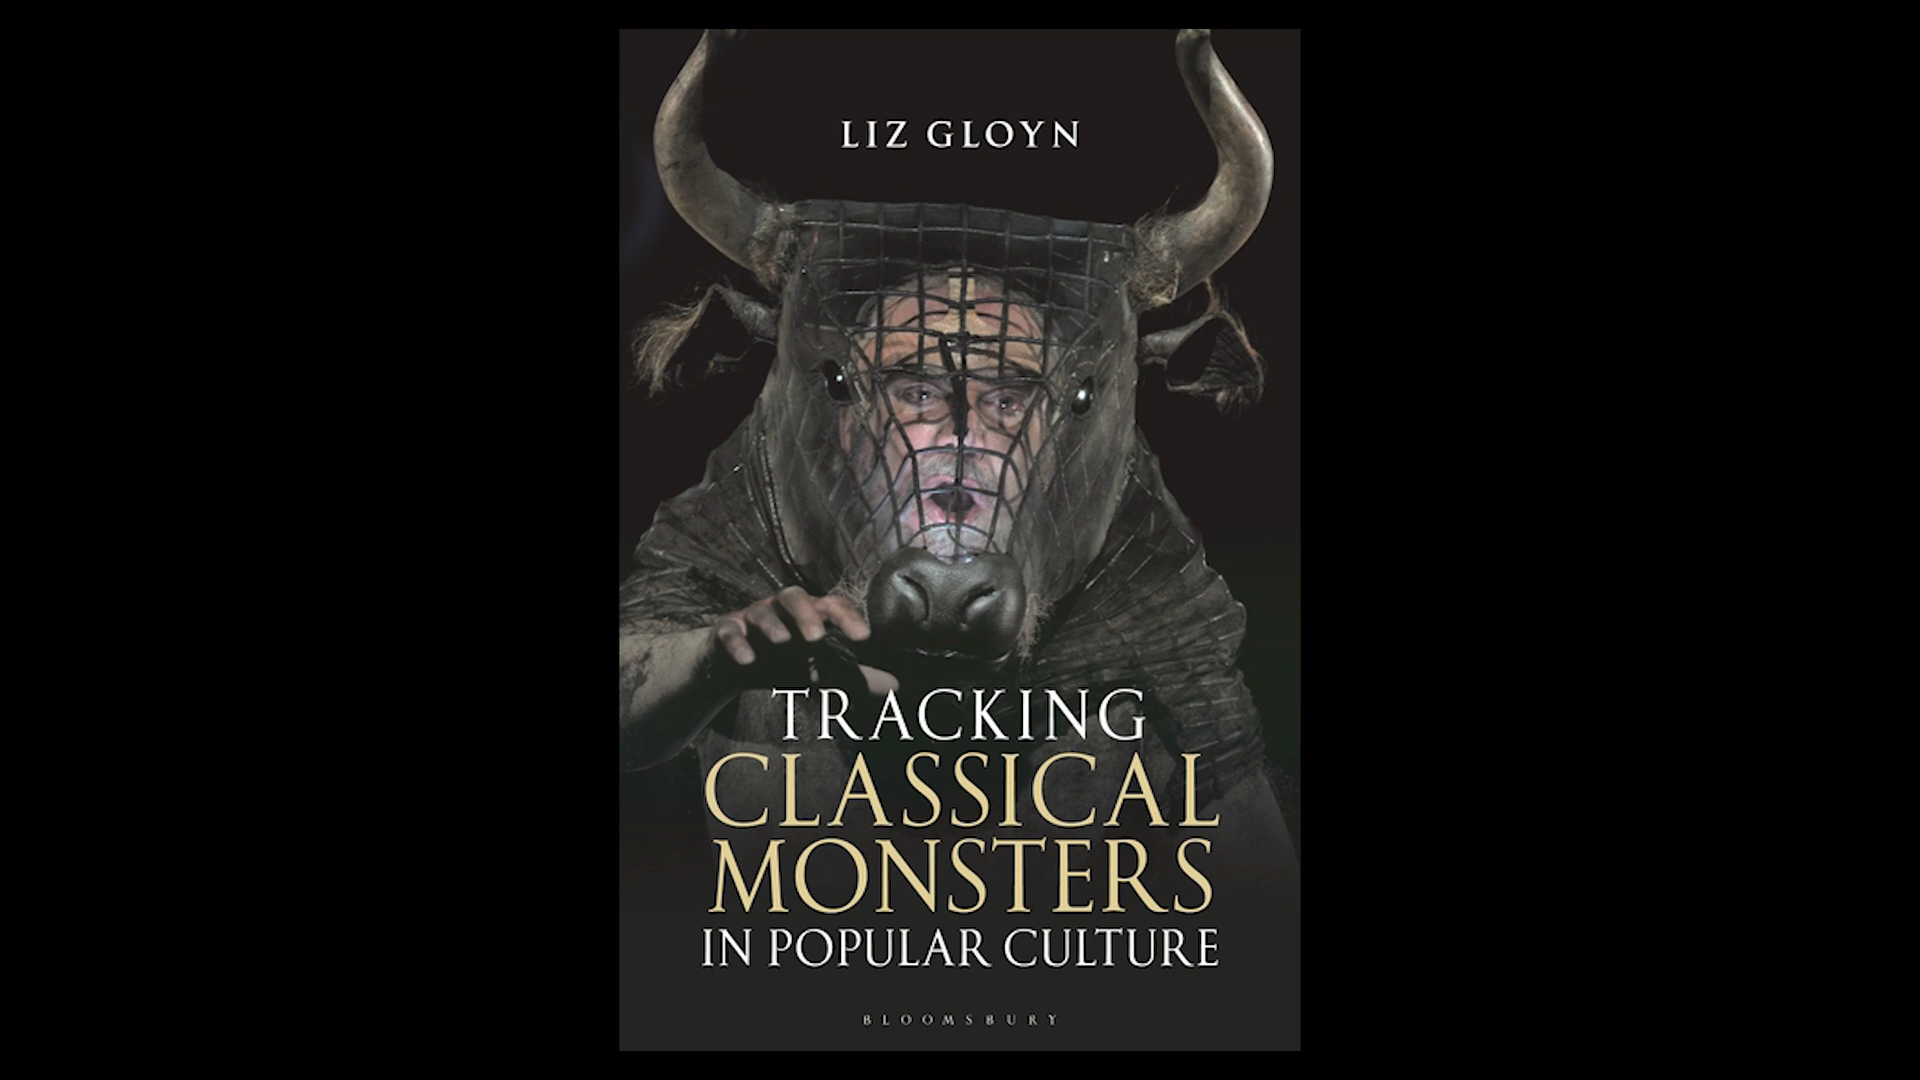 LIZ GLOYN
TRACKING
CLASSICAL
MONSTERS
IN POPULAR CULTURE
BLOOMSBURY